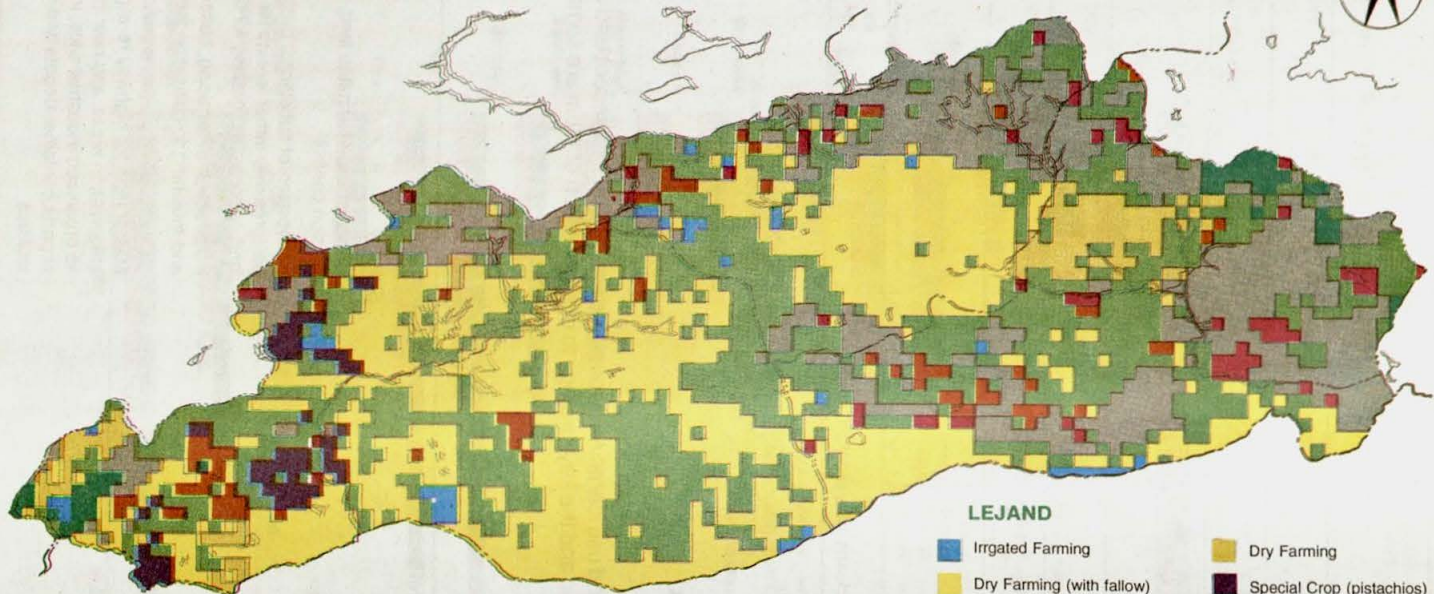 LEJAND
Irrgated Farming
Dry Farming
Dry Farming (with fallow)
Special Crop (pistachios)